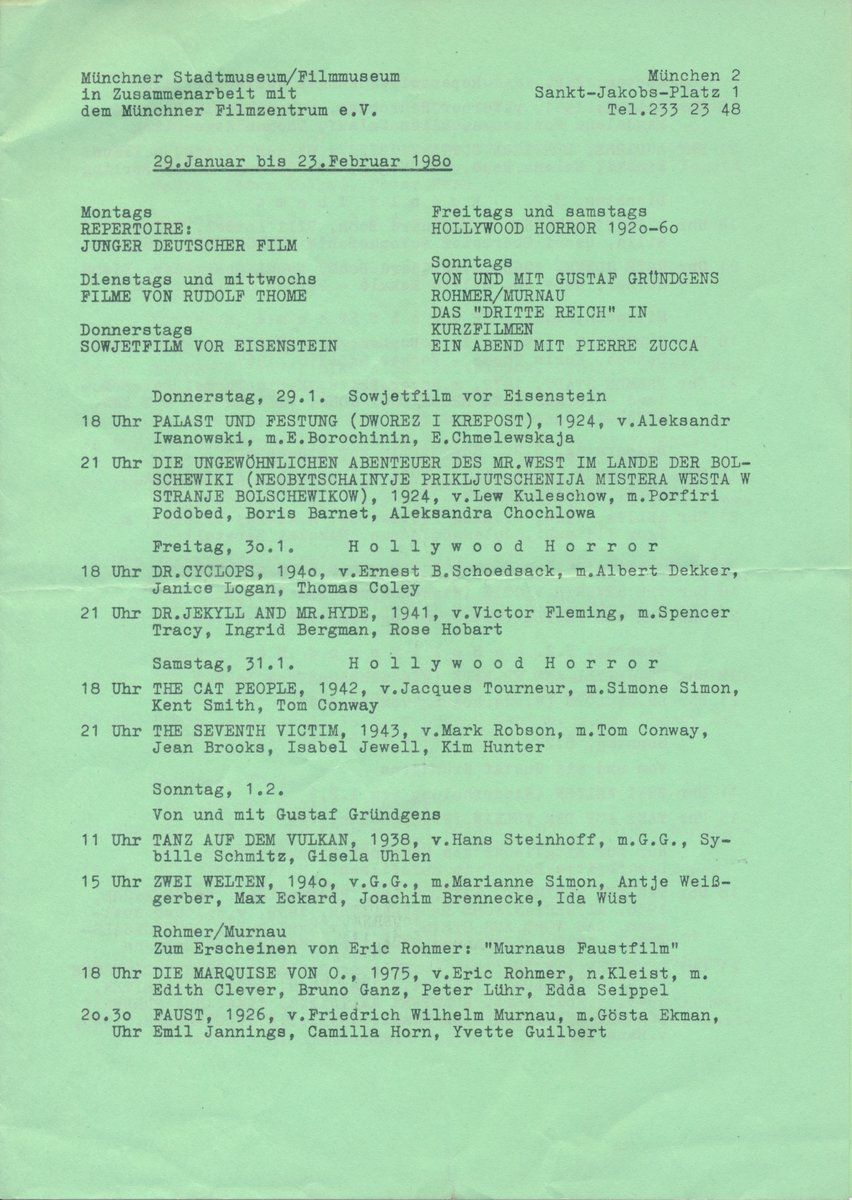 Münchner Stadtmuseum/Filmmuseum
in Zusammenarbeit mit
dem Münchner Filmzentrum e.V.
München 2
Sankt-Jakobs-Platz 1
Tel.233 23 48
29.Januar bis 23.Februar 198o
Montags
REPERTOIRE:
JUNGER DEUTSCHER FILM
Dienstags und mittwochs
FILME VON RUDOLF THOME
Donnerstags
SOWJETFILM VOR EISENSTEIN
Freitags und samstags
HOLLYWOOD HORROR 192o-6o
Sonntags
VON UND MIT GUSTAF GRÜNDGENS
ROHMER/MURNAU
DAS "DRITTE REICH" IN
KURZFILMEN
EIN ABEND MIT PIERRE ZUCCA
Donnerstag, 29.1. Sowjetfilm vor Eisenstein
18 Uhr PALAST UND FESTUNG (DWOREZ I KREPOST), 1924, v.Aleksandr
Iwanowski, m.E.Borochinin, E.Chmelewskaja
21 Uhr DIE UNGEWÖHNLICHEN ABENTEUER DES MR.WEST IM LANDE DER BOL-
SCHEWIKI (NEOBYTSCHAINYJE PRIKLJUTSCHENIJA MISTERA WESTA W
STRANJE BOLSCHEWIKOW), 1924, v.Lew Kuleschow, m.Porfiri
Podobed, Boris Barnet, Aleksandra Chochlowa
Freitag, 3o.1. H o l l y w o o d H o r r o r
18 Uhr DR.CYCLOPS, 194o, v.Ernest B.Schoedsack, m.Albert Dekker,
Janice Logan, Thomas Coley
21 Uhr DR.JEKYLL AND MR.HYDE, 1941, v.Victor Fleming, m.Spencer
Tracy, Ingrid Bergman, Rose Hobart
Samstag, 31.1. H o l l y w o o d H o r r o r
18 Uhr THE CAT PEOPLE, 1942, v.Jacques Tourneur, m.Simone Simon,
Kent Smith, Tom Conway
21 Uhr THE SEVENTH VICTIM, 1943, v.Mark Robson, m.Tom Conway,
Jean Brooks, Isabel Jewell, Kim Hunter
Sonntag, 1.2.
Von und mit Gustaf Gründgens
11 Uhr TANZ AUF DEM VULKAN, 1938, v.Hans Steinhoff, m.G.G., Sy-
bille Schmitz, Gisela Uhlen
15 Uhr ZWEI WELTEN, 194o, v.G.G., m.Marianne Simon, Antje Weiß-
gerber, Max Eckard, Joachim Brennecke, Ida Wüst
Rohmer/Murnau
Zum Erscheinen von Eric Rohmer: "Murnaus Faustfilm"
18 Uhr DIE MARQUISE VON O., 1975, v.Eric Rohmer, n.Kleist, m.
Edith Clever, Bruno Ganz, Peter Lühr, Edda Seippel
2o.3o FAUST, 1926, v.Friedrich Wilhelm Murnau, m.Gösta Ekman,
Uhr Emil Jannings, Camilla Horn, Yvette Guilbert